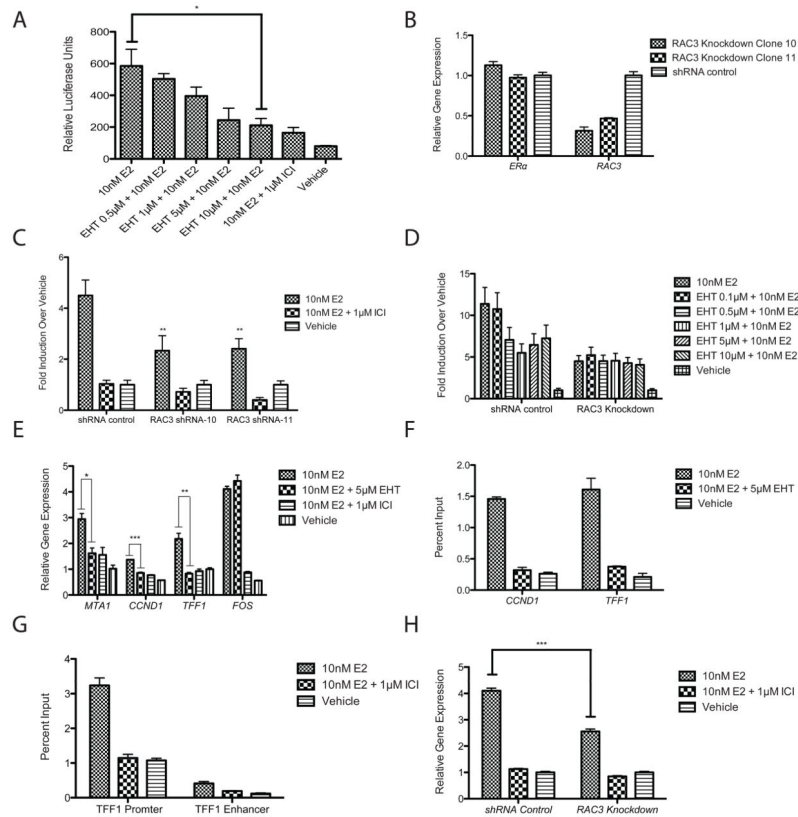 A
*
Relative Luciferase Units
800
600
400
200
0
10nM E2
EHT 0.5μM + 10nM E2
EHT 1μM + 10nM E2
EHT 5μM + 10nM E2
EHT 10μM + 10nM E2
10nM E2 + 1μM ICI
Vehicle
B
Relative Gene Expression
1.5
1.0
0.5
0.0
ERα
RAC3
RAC3 Knockdown Clone 10
RAC3 Knockdown Clone 11
shRNA control
C
Fold Induction Over Vehicle
6
4
2
0
**
**
shRNA control
RAC3 shRNA-10
RAC3 shRNA-11
10nM E2
10nM E2 + 1μM ICI
Vehicle
D
Fold Induction Over Vehicle
15
10
5
0
shRNA control
RAC3 Knockdown
10nM E2
EHT 0.1μM + 10nM E2
EHT 0.5μM + 10nM E2
EHT 1μM + 10nM E2
EHT 5μM + 10nM E2
EHT 10μM + 10nM E2
Vehicle
E
Relative Gene Expression
5
4
3
2
1
0
*
***
**
MTA1
CCND1
TFF1
FOS
10nM E2
10nM E2 + 5μM EHT
10nM E2 + 1μM ICI
Vehicle
F
Percent Input
2.0
1.5
1.0
0.5
0.0
CCND1
TFF1
10nM E2
10nM E2 + 5μM EHT
Vehicle
G
Percent Input
4
3
2
1
0
TFF1 Promter
TFF1 Enhancer
10nM E2
10nM E2 + 1μM ICI
Vehicle
H
***
Relative Gene Expression
5
4
3
2
1
0
shRNA Control
RAC3 Knockdown
10nM E2
10nM E2 + 1μM ICI
Vehicle